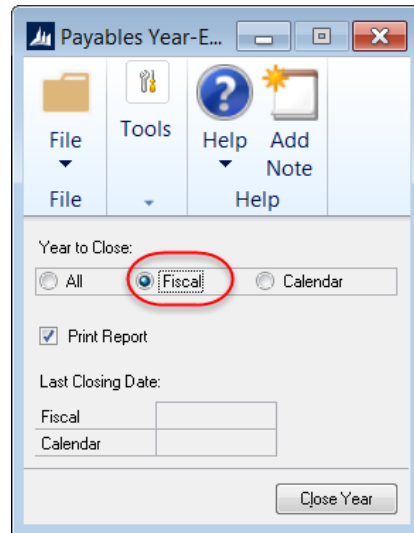 Payables Year-E...
File
Tools
Help
Add
Note
File
Help
Year to Close:
All
Fiscal
Calendar
Print Report
Last Closing Date:
Fiscal
Calendar
Close Year